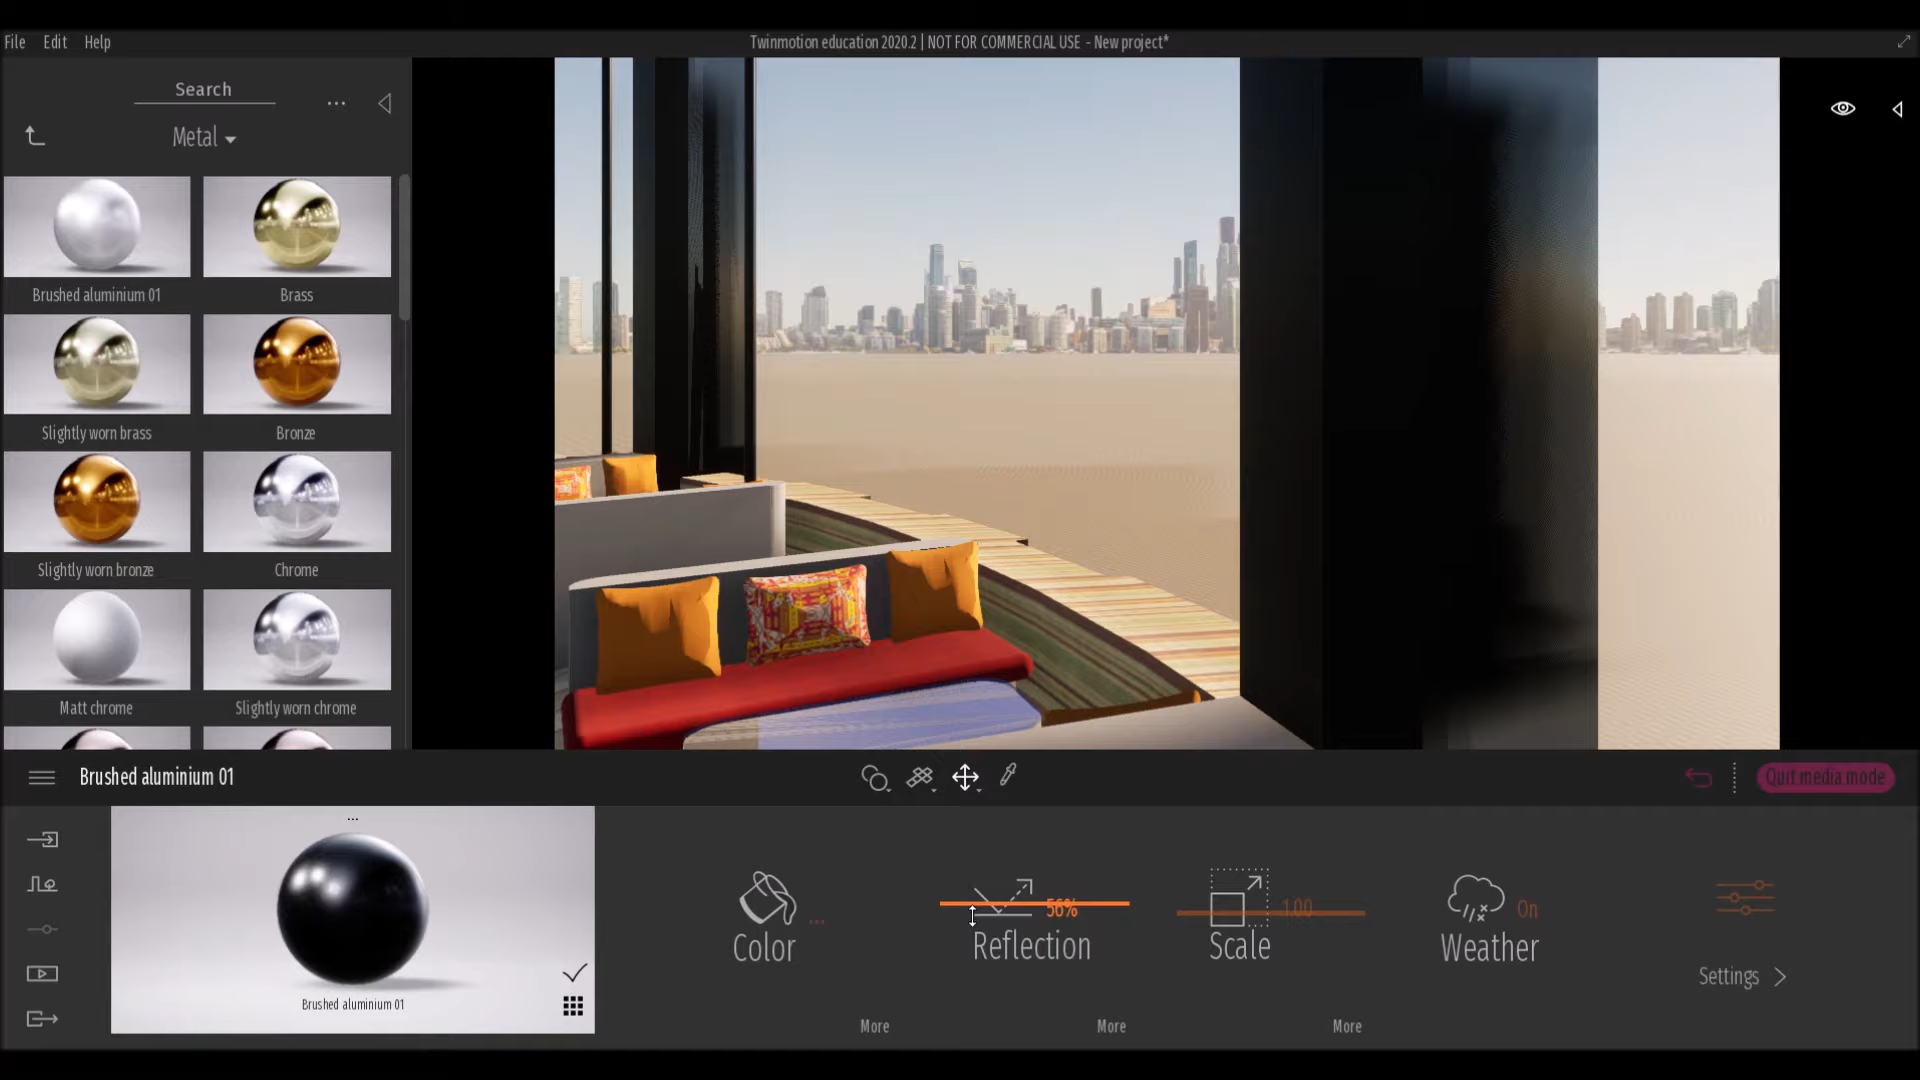 File Edit Help
Twinmotion education 2020.2 | NOT FOR COMMERCIAL USE - New project*
Search
...
Metal
Brushed aluminium 01
Brass
Slightly worn brass
Bronze
Slightly worn bronze
Chrome
Matt chrome
Slightly worn chrome
Brushed aluminium 01
Quit media mode
...
Brushed aluminium 01
Color
...
Reflection
56%
Scale
1.00
Weather
On
Settings
More
More
More